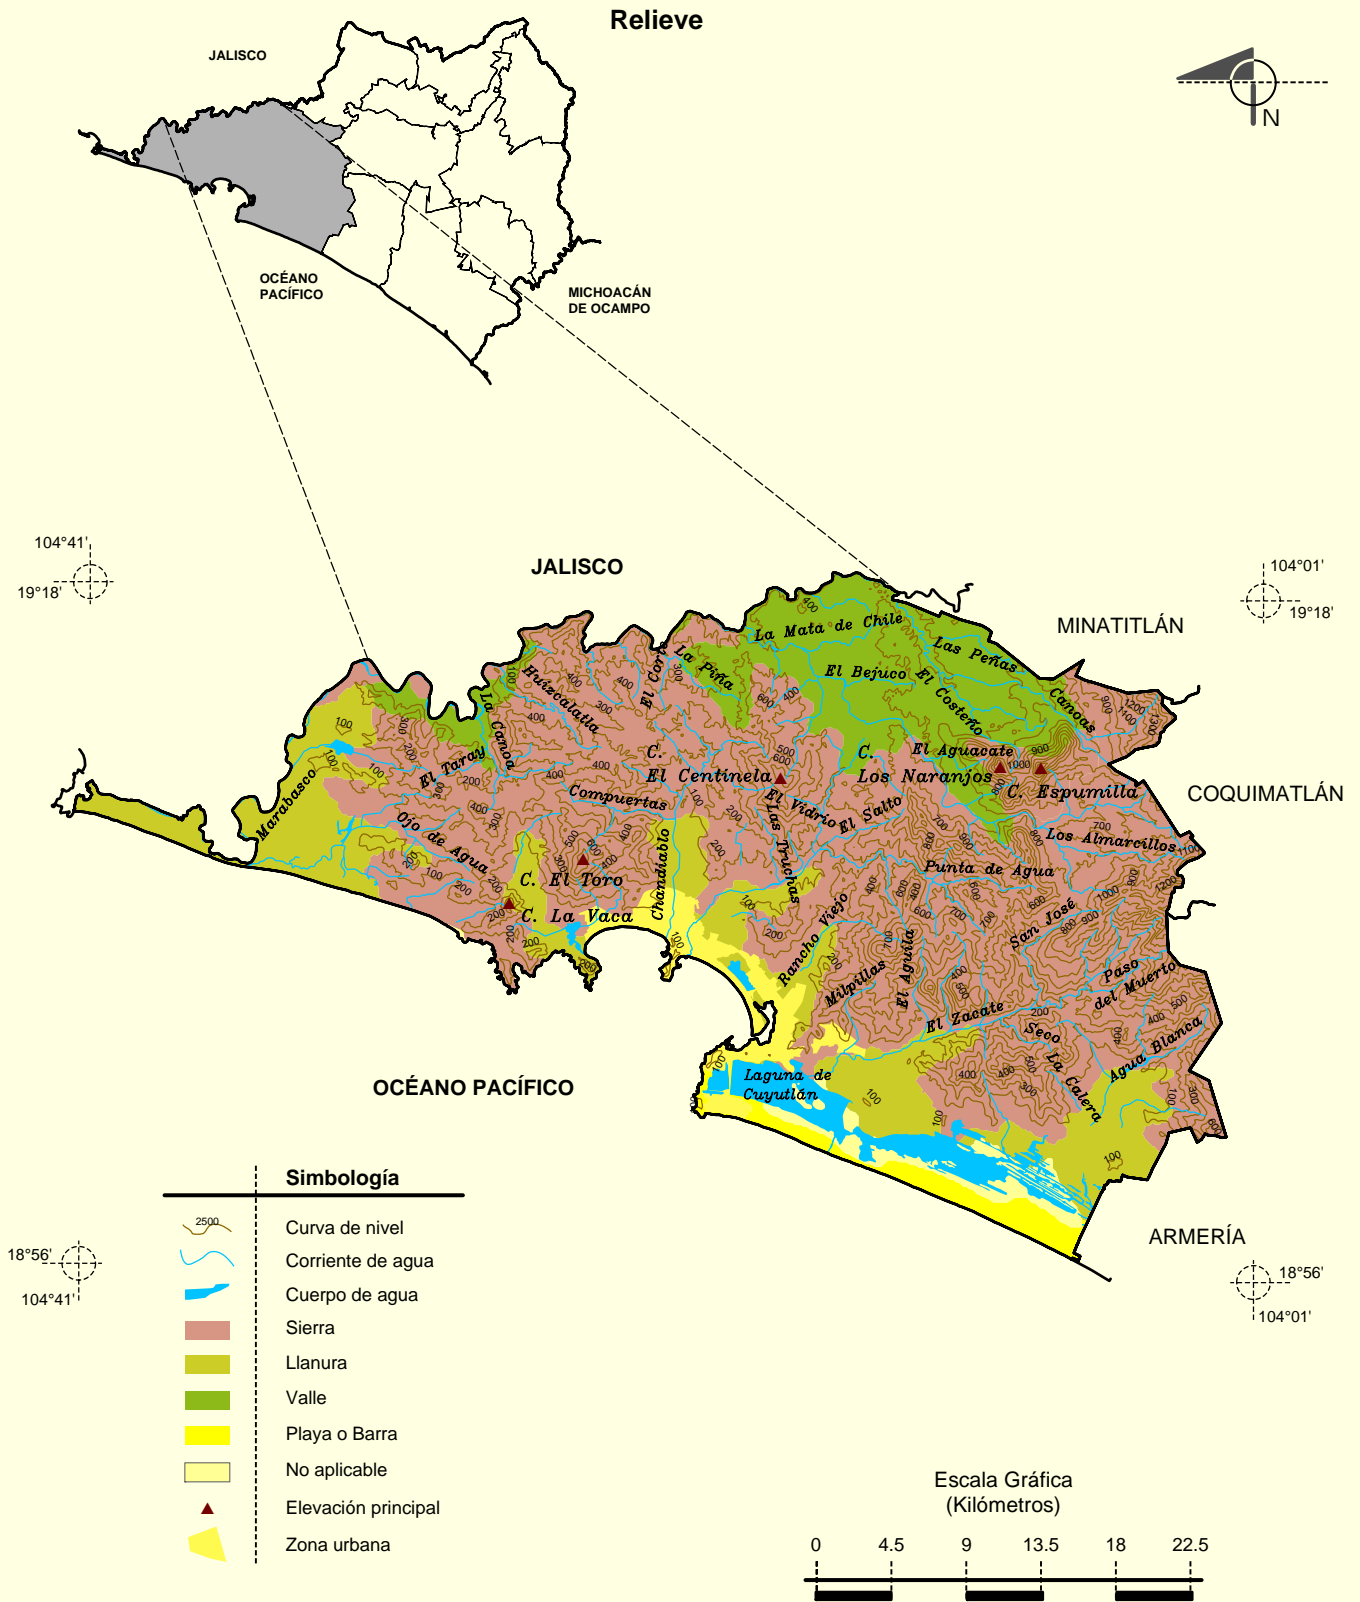 Relieve
JALISCO
N
OCÉANO
PACÍFICO
MICHOACÁN
DE OCAMPO
104°41'
19°18'
JALISCO
104°01'
19°18'
MINATITLÁN
COQUIMATLÁN
La Mata de Chile
Las Peñas
La Piña
El Bejuco
El Costeño
Canoas
El Corte
Huizcalatla
La Canoa
El Taray
Marabasco
C.
El Centinela
C.
Los Naranjos
El Aguacate
C. Espumilla
Compuertas
El Vidrio
El Salto
Las Truchas
Los Almarcillos
Ojo de Agua
Chandiablo
Punta de Agua
C. El Toro
C. La Vaca
Rancho Viejo
San José
Milpillas
El Aguila
Paso
del Muerto
El Zacate
Seco
La Calera
Agua Blanca
Laguna de
Cuyutlán
OCÉANO PACÍFICO
ARMERÍA
18°56'
104°41'
18°56'
104°01'
Simbología
2500
Curva de nivel
Corriente de agua
Cuerpo de agua
Sierra
Llanura
Valle
Playa o Barra
No aplicable
Elevación principal
Zona urbana
Escala Gráfica
(Kilómetros)
0 4.5 9 13.5 18 22.5